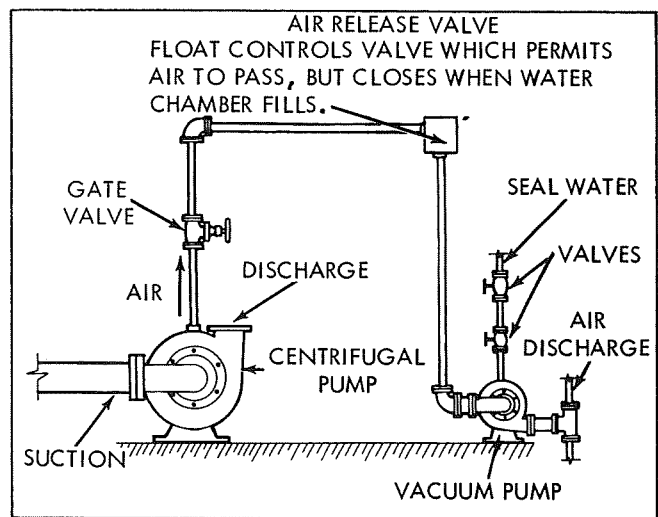 AIR RELEASE VALVE
FLOAT CONTROLS VALVE WHICH PERMITS
AIR TO PASS, BUT CLOSES WHEN WATER
CHAMBER FILLS.
GATE
VALVE
SEAL WATER
VALVES
AIR
DISCHARGE
AIR
DISCHARGE
CENTRIFUGAL
PUMP
SUCTION
VACUUM PUMP